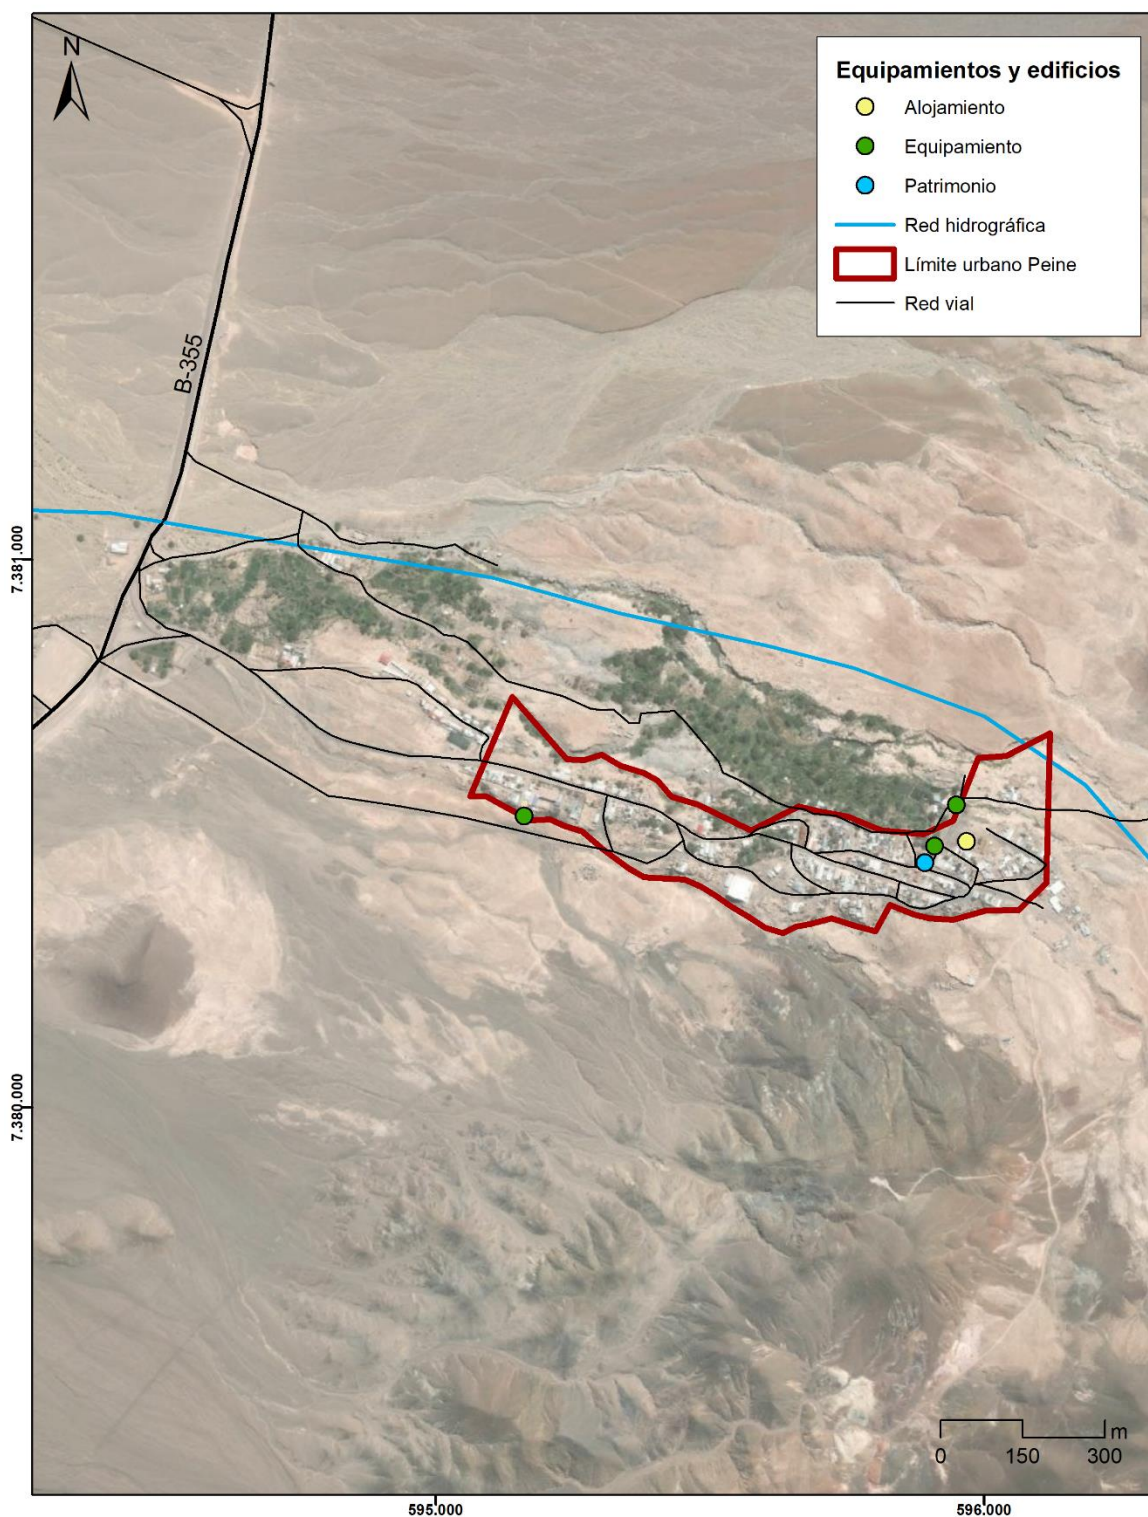 N
Equipamientos y edificios
Alojamiento
Equipamiento
Patrimonio
Red hidrográfica
Límite urbano Peine
Red vial
B-355
7.381.000
7.380.000
m
0 150 300
595.000 596.000